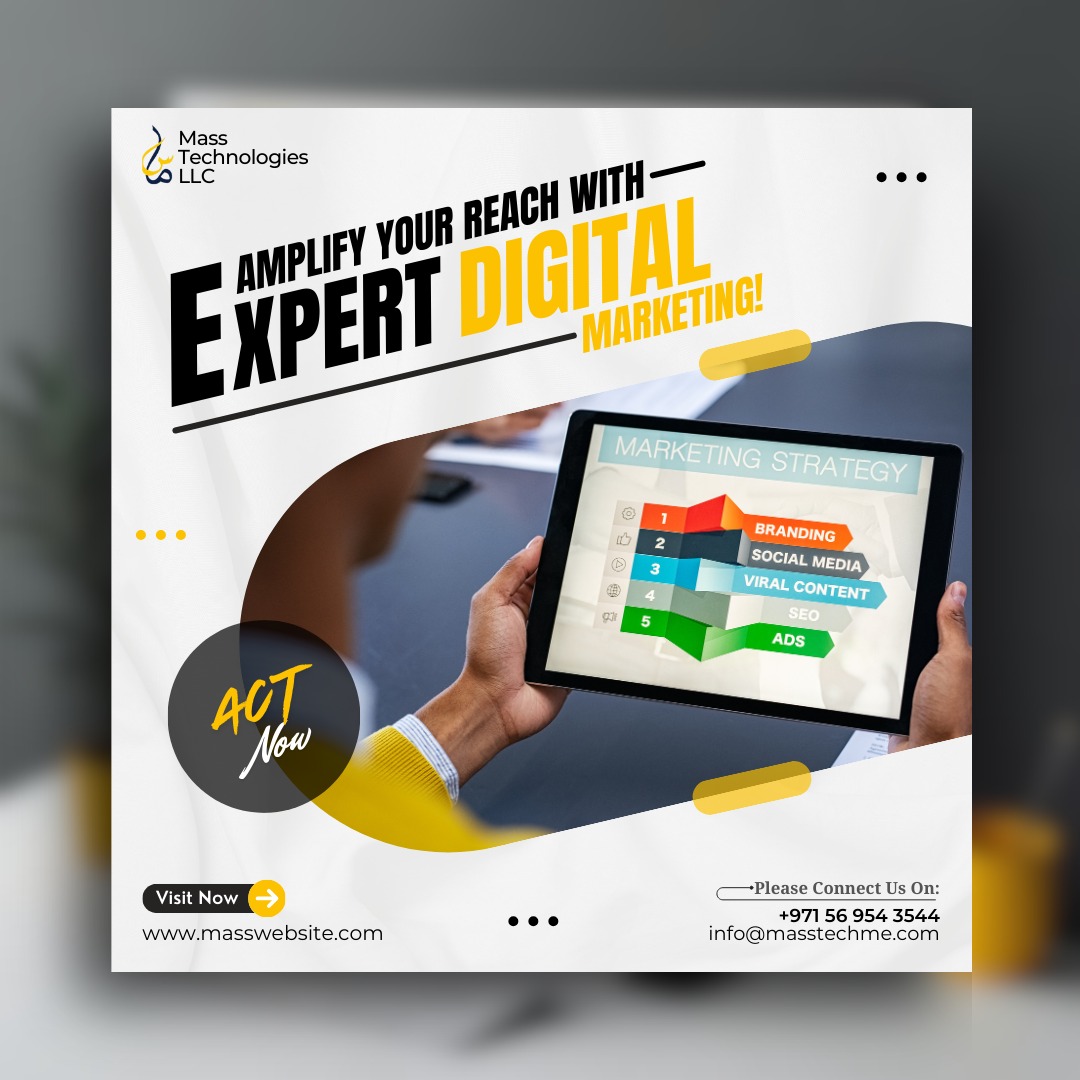 Mass
Technologies
LLC
AMPLIFY YOUR REACH WITH
EXPERT DIGITAL
MARKETING!
MARKETING STRATEGY
1 BRANDING
2 SOCIAL MEDIA
3 VIRAL CONTENT
4 SEO
5 ADS
ACT
Now
Visit Now
www.masswebsite.com
Please Connect Us On:
+971 56 954 3544
info@masstechme.com